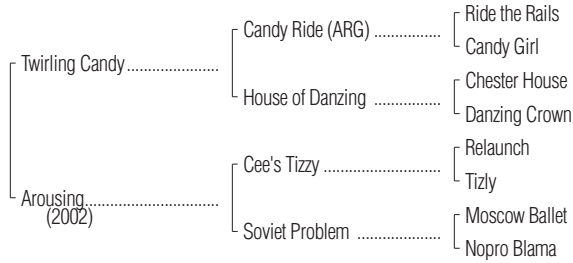 Ride the Rails
Candy Ride (ARG)
Candy Girl
Twirling Candy
Chester House
House of Danzing
Danzing Crown
Relaunch
Cee's Tizzy
Tizly
Arousing
(2002)
Moscow Ballet
Soviet Problem
Nopro Blama